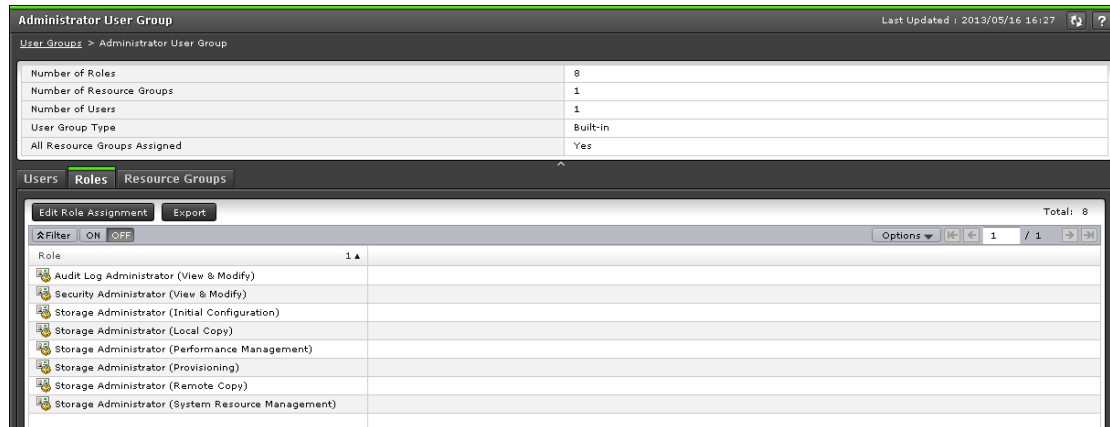 Administrator User Group Last Updated : 2013/05/16 16:27 ?
User Groups > Administrator User Group
Number of Roles 8
Number of Resource Groups 1
Number of Users 1
User Group Type Built-in
All Resource Groups Assigned Yes
Users Roles Resource Groups
Edit Role Assignment Export Total: 8
Filter ON OFF Options 1 / 1
Role 1
Audit Log Administrator (View & Modify)
Security Administrator (View & Modify)
Storage Administrator (Initial Configuration)
Storage Administrator (Local Copy)
Storage Administrator (Performance Management)
Storage Administrator (Provisioning)
Storage Administrator (Remote Copy)
Storage Administrator (System Resource Management)